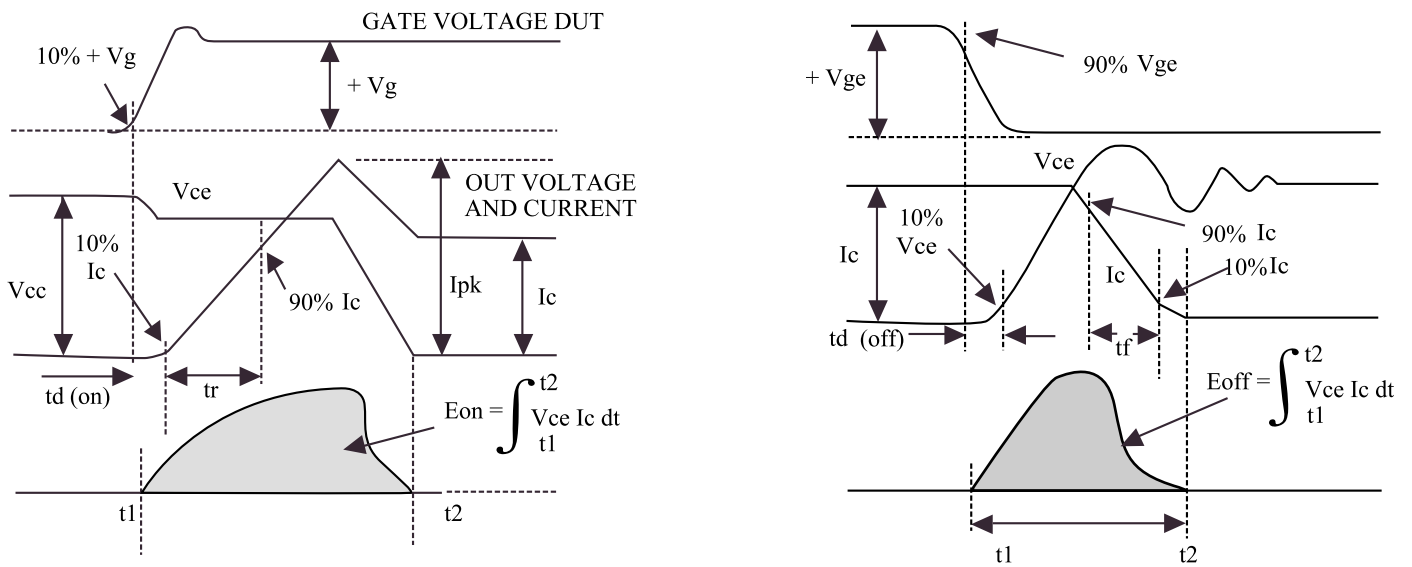 GATE VOLTAGE DUT
10% + Vg
+ Vg
Vce
OUT VOLTAGE
AND CURRENT
10%
Ic
Vcc
90% Ic
Ipk
Ic
td (on)
tr
Eon = ∫ t2
Vce Ic dt
t1
t1
t2
90% Vge
+ Vge
Vce
10%
Vce
90% Ic
Ic
Ic
10% Ic
td (off)
tf
Eoff = ∫ t2
Vce Ic dt
t1
t1
t2